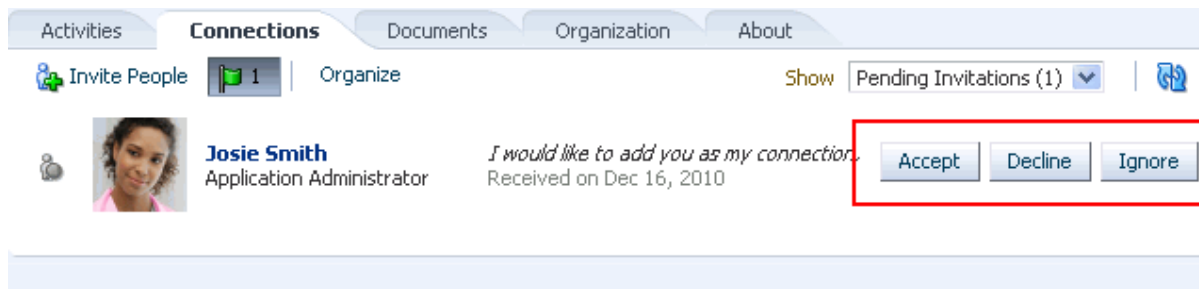 Activities Connections Documents Organization About
Invite People 1 Organize Show Pending Invitations (1)
Josie Smith I would like to add you as my connection. Accept Decline Ignore
Application Administrator Received on Dec 16, 2010